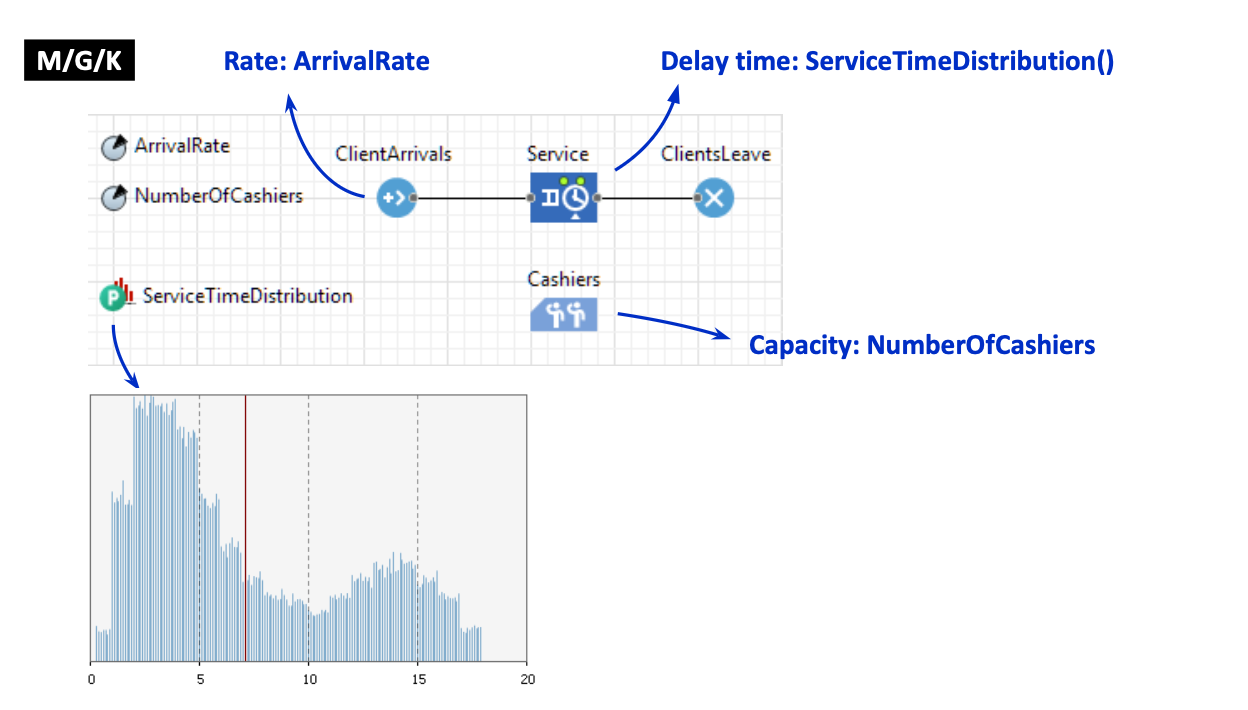 M/G/K
Rate: ArrivalRate
Delay time: ServiceTimeDistribution()
ArrivalRate
ClientArrivals
Service
ClientsLeave
NumberOfCashiers
Cashiers
P
ServiceTimeDistribution
Capacity: NumberOfCashiers
0 5 10 15 20